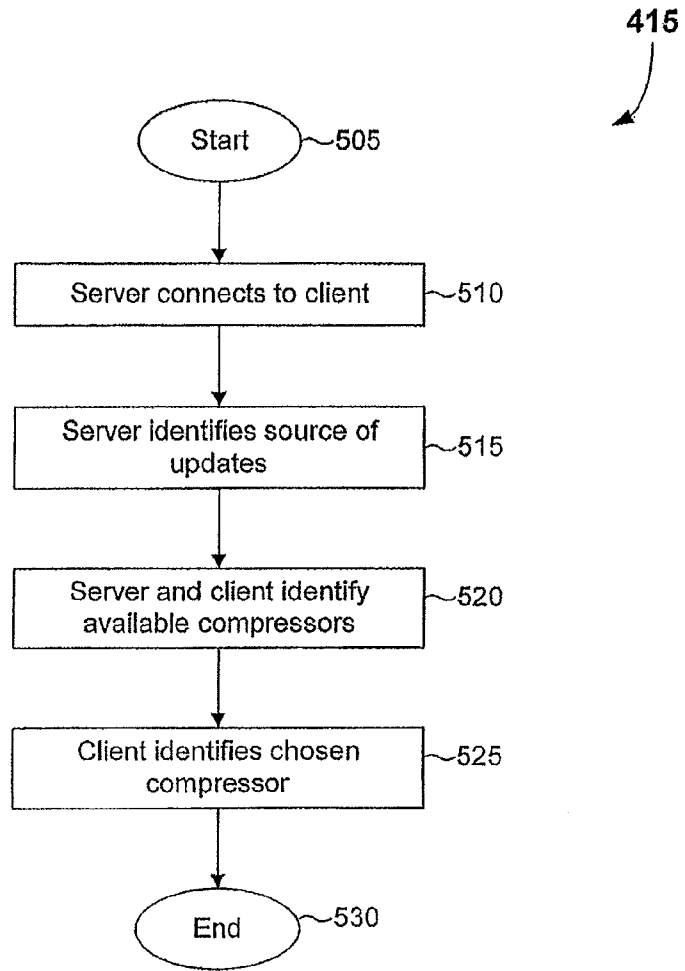 415
Start
505
Server connects to client
510
Server identifies source of
updates
515
Server and client identify
available compressors
520
Client identifies chosen
compressor
525
End
530